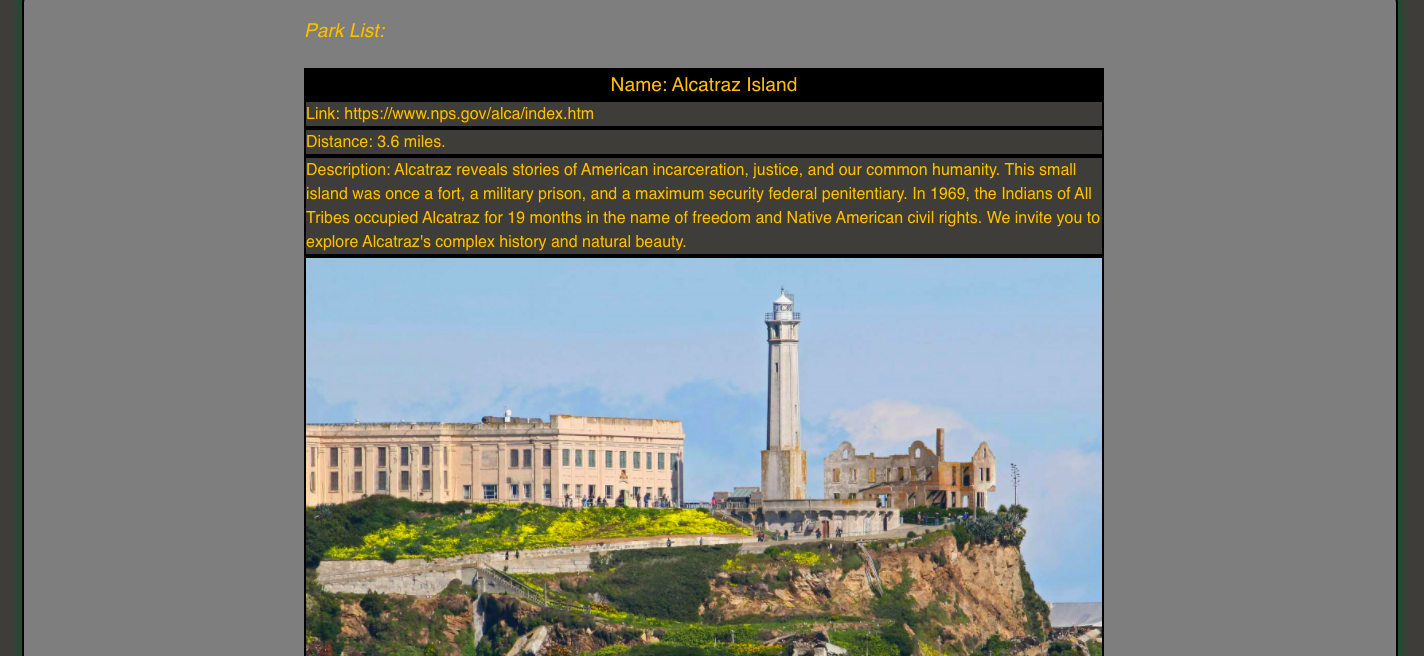 Park List:
Name: Alcatraz Island
Link: https://www.nps.gov/alca/index.htm
Distance: 3.6 miles.
Description: Alcatraz reveals stories of American incarceration, justice, and our common humanity. This small
island was once a fort, a military prison, and a maximum security federal penitentiary. In 1969, the Indians of All
Tribes occupied Alcatraz for 19 months in the name of freedom and Native American civil rights. We invite you to
explore Alcatraz's complex history and natural beauty.